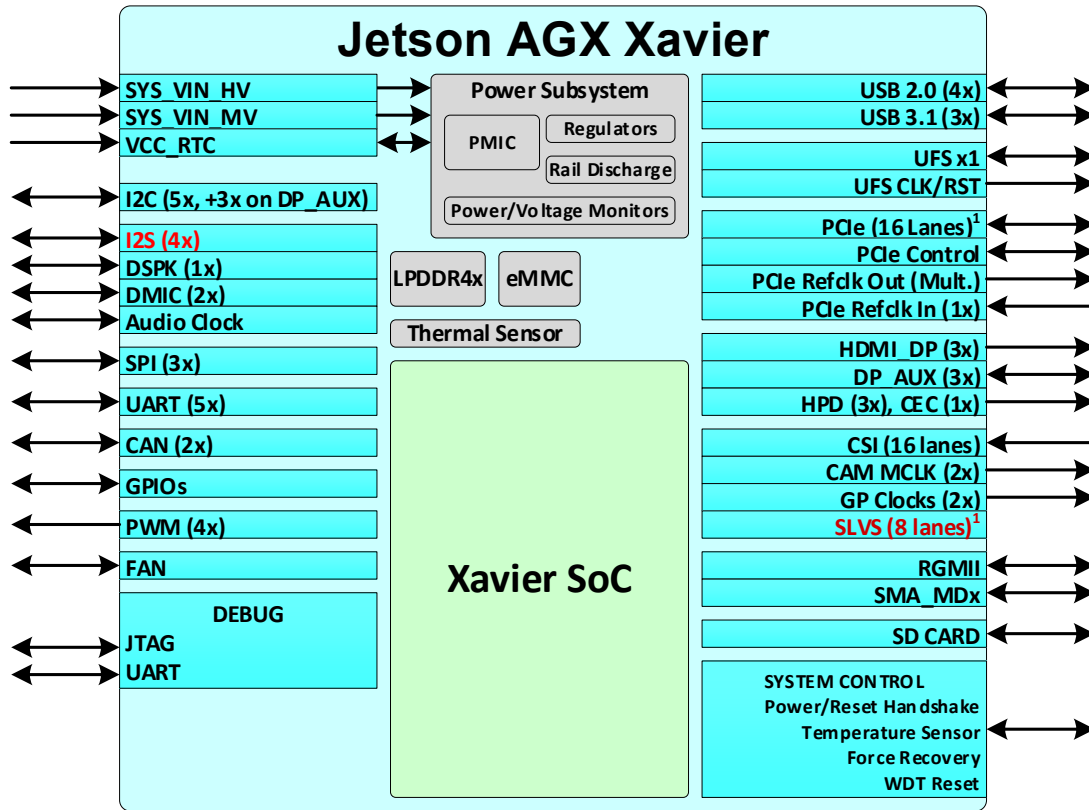 Jetson AGX Xavier
SYS_VIN_HV
SYS_VIN_MV
VCC_RTC
I2C (5x, +3x on DP_AUX)
I2S (4x)
DSPK (1x)
DMIC (2x)
Audio Clock
SPI (3x)
UART (5x)
CAN (2x)
GPIOs
PWM (4x)
FAN
DEBUG
JTAG
UART
Power Subsystem
PMIC
Regulators
Rail Discharge
Power/Voltage Monitors
LPDDR4x
eMMC
Thermal Sensor
Xavier SoC
USB 2.0 (4x)
USB 3.1 (3x)
UFS x1
UFS CLK/RST
PCIe (16 Lanes)1
PCIe Control
PCIe Refclk Out (Mult.)
PCIe Refclk In (1x)
HDMI_DP (3x)
DP_AUX (3x)
HPD (3x), CEC (1x)
CSI (16 lanes)
CAM MCLK (2x)
GP Clocks (2x)
SLVS (8 lanes)1
RGMII
SMA_MDx
SD CARD
SYSTEM CONTROL
Power/Reset Handshake
Temperature Sensor
Force Recovery
WDT Reset